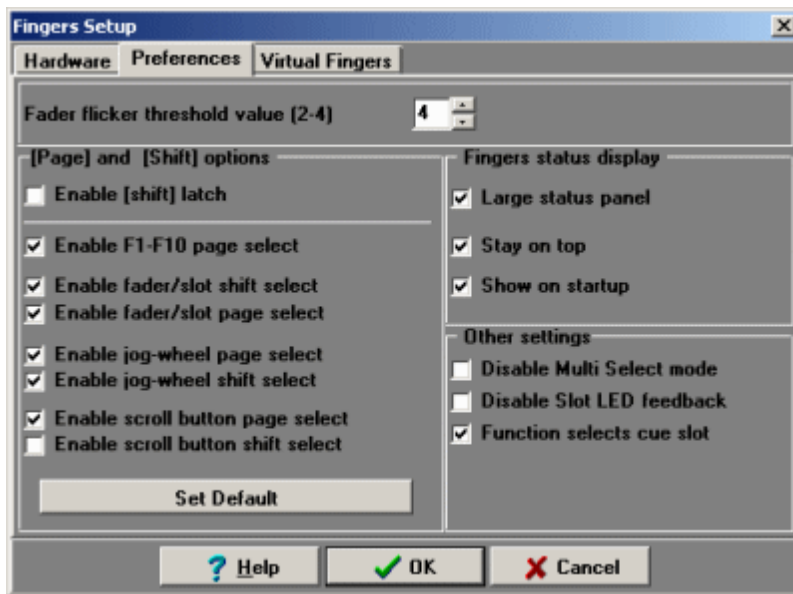 Fingers Setup
Hardware Preferences Virtual Fingers
Fader flicker threshold value (2-4) 4
[Page] and [Shift] options
Enable [shift] latch
Enable F1-F10 page select
Enable fader/slot shift select
Enable fader/slot page select
Enable jog-wheel page select
Enable jog-wheel shift select
Enable scroll button page select
Enable scroll button shift select
Set Default
Fingers status display
Large status panel
Stay on top
Show on startup
Other settings
Disable Multi Select mode
Disable Slot LED feedback
Function selects cue slot
? Help OK Cancel